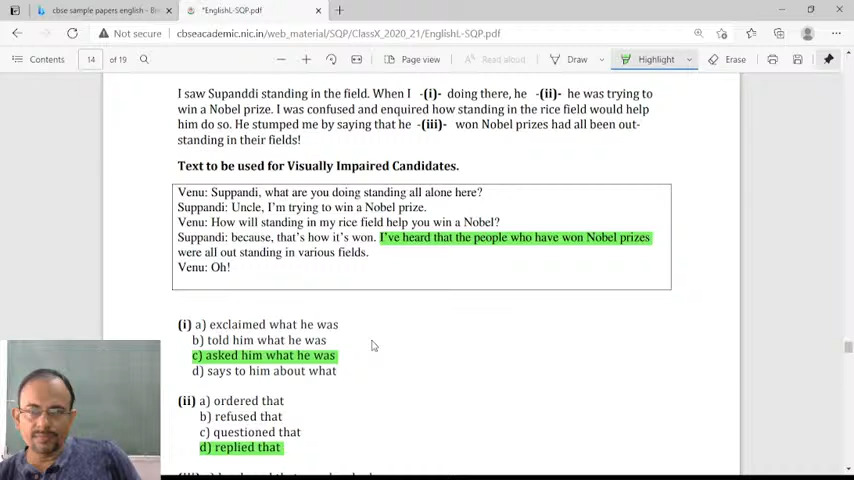 cbse sample papers english - Bi
*EnglishL-SQP.pdf
Not secure
cbseacademic.nic.in/web_material/SQP/ClassX_2020_21/EnglishL-SQP.pdf
Contents
14
of 19
Page view
Read aloud
Draw
Highlight
Erase
Print
I saw Supanddi standing in the field. When I -(i)- doing there, he -(ii)- he was trying to
win a Nobel prize. I was confused and enquired how standing in the rice field would help
him do so. He stumped me by saying that he -(iii)- won Nobel prizes had all been out-
standing in their fields!
Text to be used for Visually Impaired Candidates.
Venu: Suppandi, what are you doing standing all alone here?
Suppandi: Uncle, I'm trying to win a Nobel prize.
Venu: How will standing in my rice field help you win a Nobel?
Suppandi: because, that's how it's won. I've heard that the people who have won Nobel prizes
were all out standing in various fields.
Venu: Oh!
(i) a) exclaimed what he was
b) told him what he was
c) asked him what he was
d) says to him about what
(ii) a) ordered that
b) refused that
c) questioned that
d) replied that